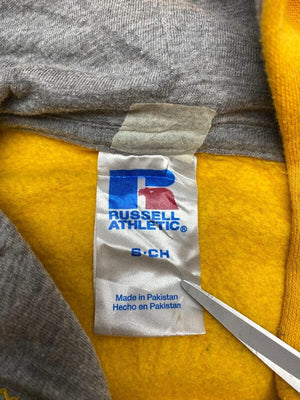 RUSSELL
ATHLETIC®
S·CH
Made in Pakistan
Hecho en Pakistan